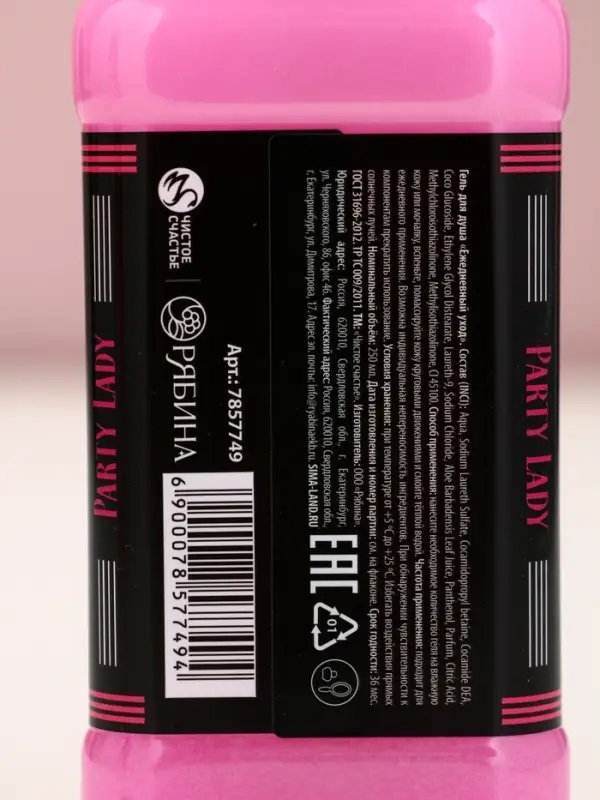 PARTY LADY
Гель для душа «Ежедневный уход». Состав (INCI): Aqua, Sodium Laureth Sulfate, Cocamidopropyl betaine, Cocamide DEA,
Coco Glucoside, Ethylene Glycol Distearate, Laureth-9, Sodium Chloride, Aloe Barbadensis Leaf Juice, Panthenol, Parfum, Citric Acid,
Methylchloroisothiazolinone, Methylisothiazolinone, CI 45100. Способ применения: нанесите необходимое количество геля на влажную
кожу или мочалку, вспеньте, помассируйте кожу круговыми движениями и смойте тёплой водой. Частота применения: подходит для
ежедневного применения. Возможна индивидуальная непереносимость ингредиентов. При обнаружении чувствительности к
компонентам прекратить использование. Условия хранения: при температуре от +5 °C до +25 °C. Избегать воздействия прямых
солнечных лучей. Номинальный объём: 250 мл. Дата изготовления и номер партии: см. на флаконе. Срок годности: 36 мес.
ГОСТ 31696-2012. ТР ТС 009/2011. ТМ: «Чистое счастье». Изготовитель: ООО «Рябина».
Юридический адрес: Россия, 620010, Свердловская обл., г. Екатеринбург,
ул. Черняховского, 86, офис 46. Фактический адрес: Россия, 620010, Свердловская обл.,
г. Екатеринбург, ул. Димитрова, 17. Адрес эл. почты: info@ryabinaekb.ru. SIMA-LAND.RU
EAC
01
Арт.: 7857749
6 900078 577494
ЧИСТОЕ
СЧАСТЬЕ
РЯБИНА
PARTY LADY